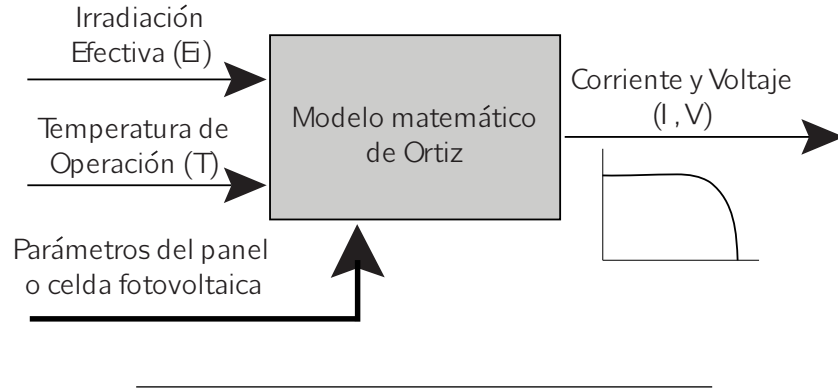 Irradiación
Efectiva (Ei)
Temperatura de
Operación (T)
Parámetros del panel
o celda fotovoltaica
Modelo matemático
de Ortiz
Corriente y Voltaje
(I , V)